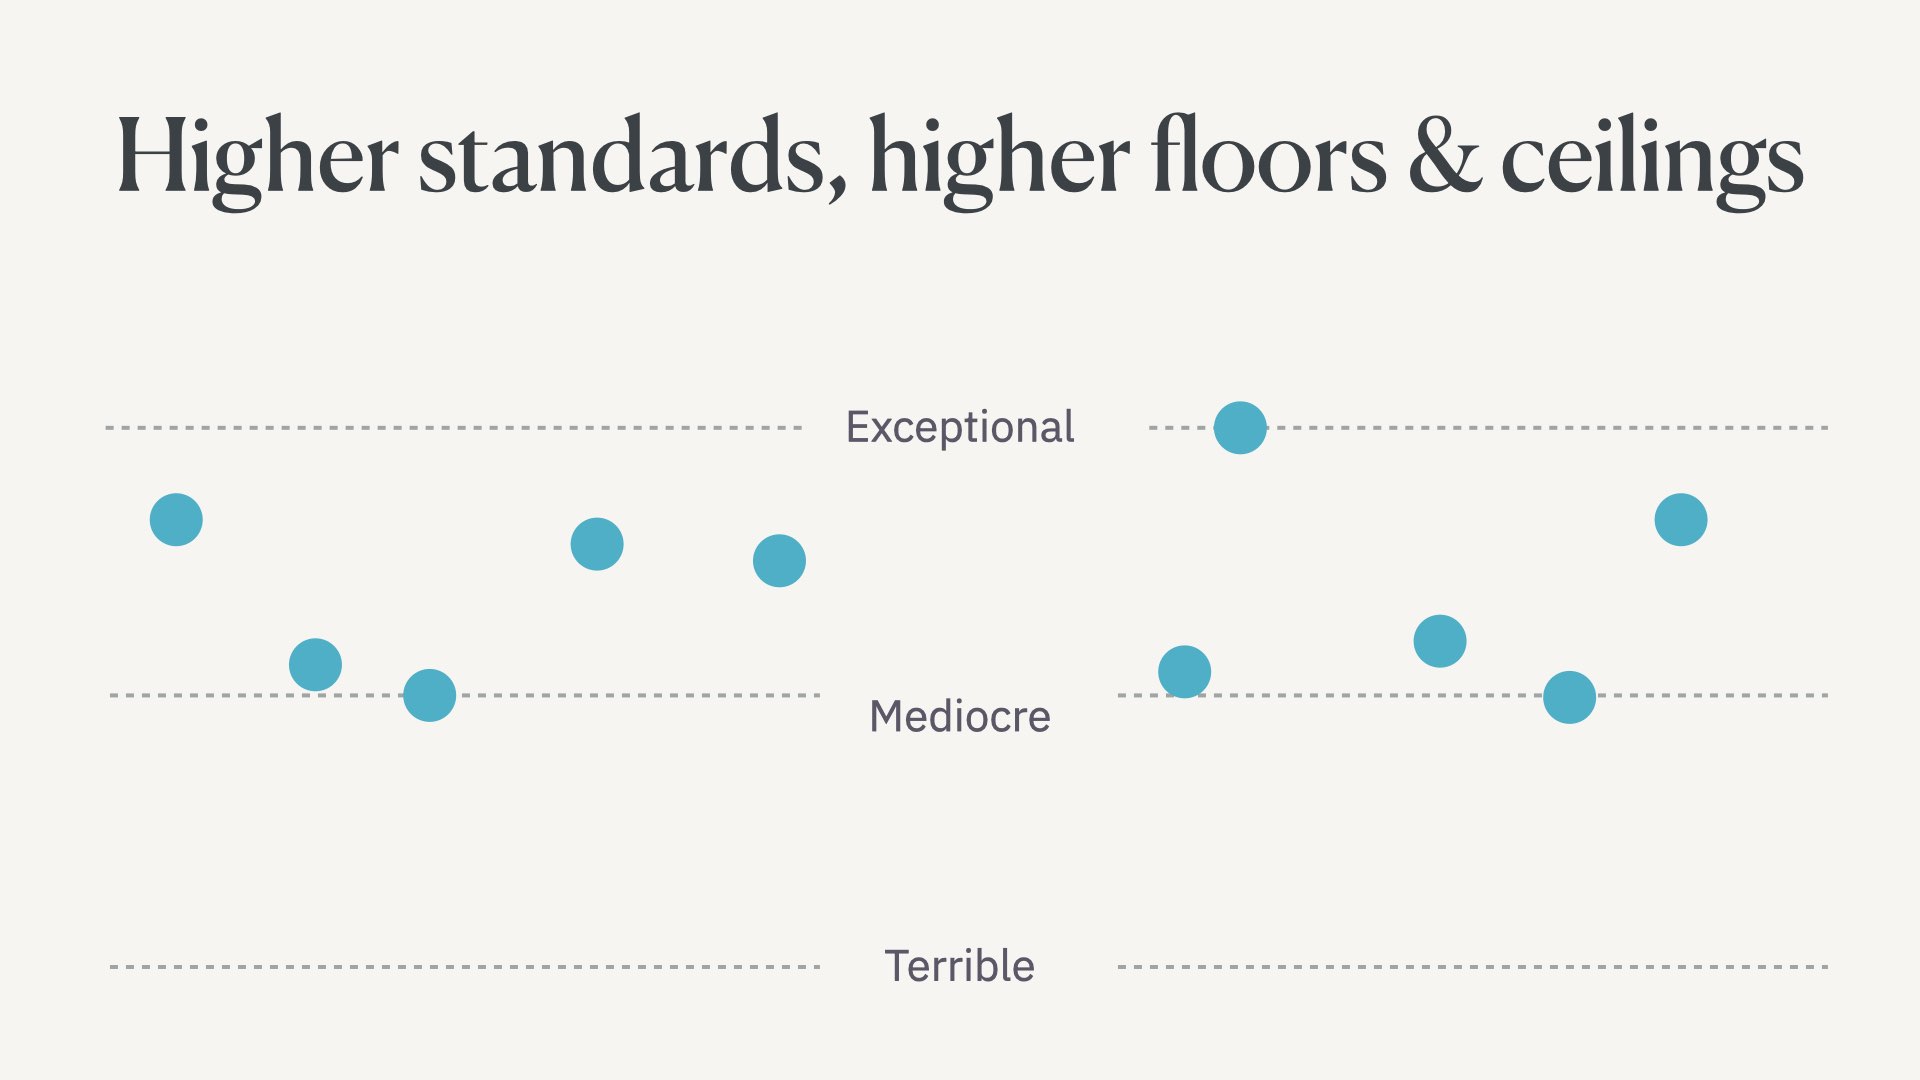 Higher standards, higher floors & ceilings
Exceptional
Mediocre
Terrible